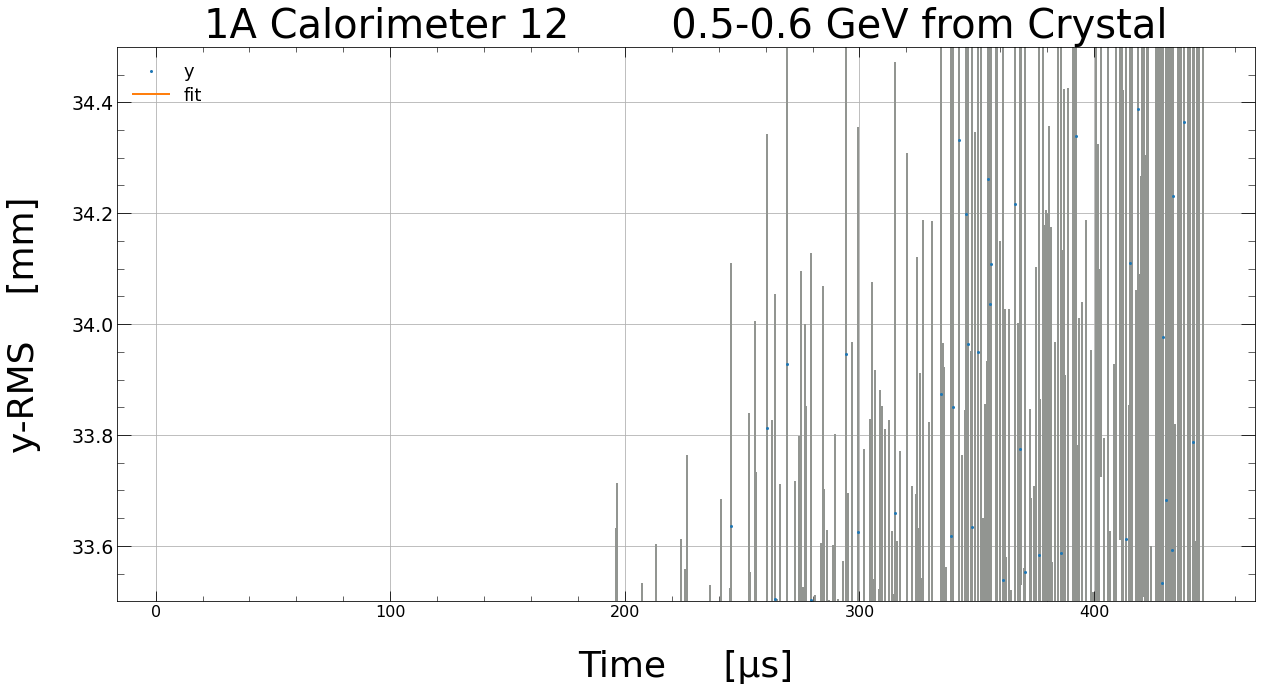 1A Calorimeter 12 0.5-0.6 GeV from Crystal
y
fit
34.4
34.2
34.0
33.8
33.6
y-RMS [mm]
0 100 200 300 400
Time [µs]